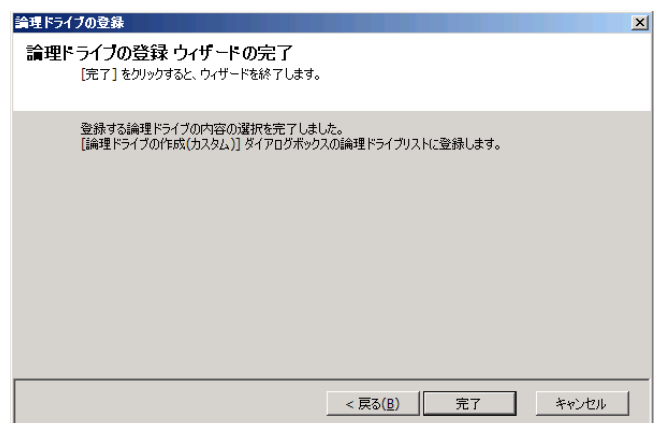 論理ドライブの登録
論理ドライブの登録 ウィザードの完了
[完了] をクリックすると、ウィザードを終了します。
登録する論理ドライブの内容の選択を完了しました。
[論理ドライブの作成(カスタム)] ダイアログボックスの論理ドライブリストに登録します。
< 戻る(B) 完了 キャンセル